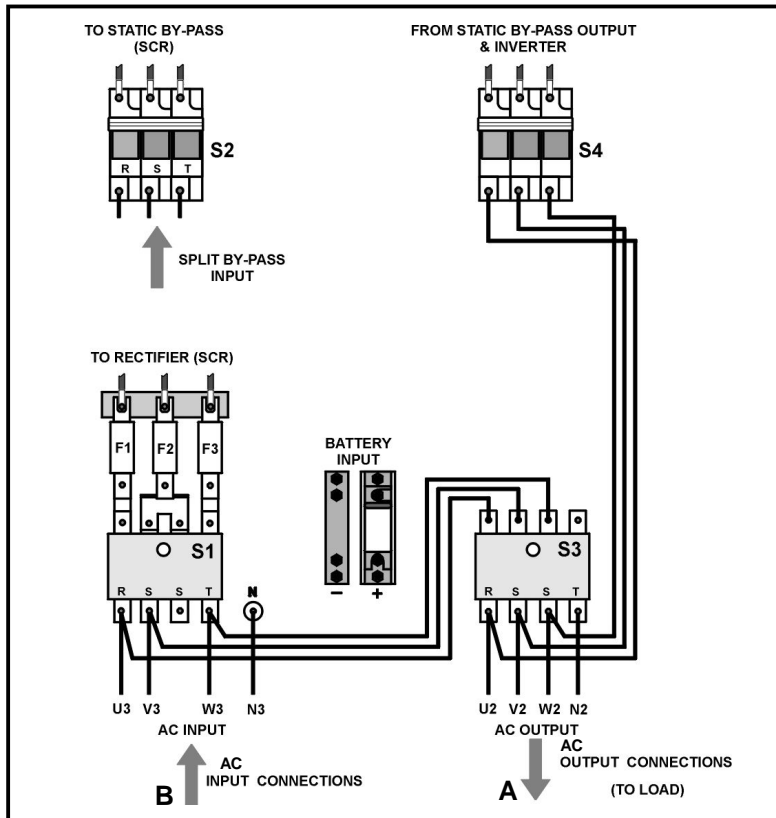 TO STATIC BY-PASS
(SCR)
FROM STATIC BY-PASS OUTPUT
& INVERTER
S2
R S T
S4
SPLIT BY-PASS
INPUT
TO RECTIFIER (SCR)
F1 F2 F3
BATTERY
INPUT
S1
R S S T
N
− +
S3
R S S T
U3 V3 W3 N3
AC INPUT
U2 V2 W2 N2
AC OUTPUT
B
AC
INPUT CONNECTIONS
A
AC
OUTPUT CONNECTIONS
(TO LOAD)